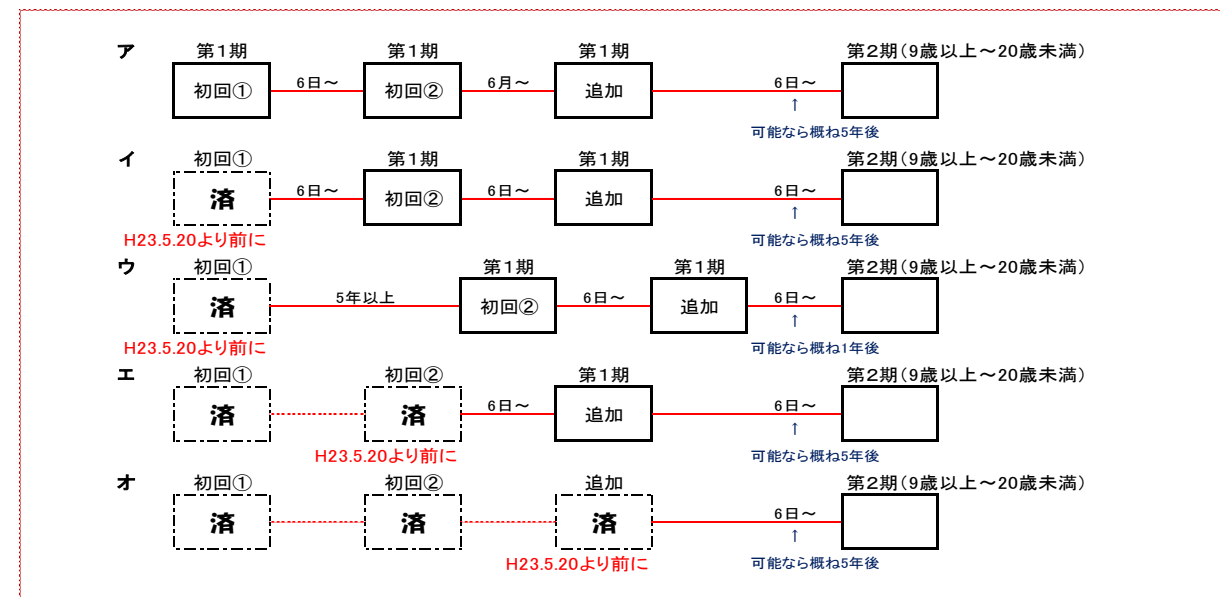 ア 第1期 第1期 第1期 第2期(9歳以上～20歳未満)
初回① 6日～ 初回② 6月～ 追加 6日～
↑
可能なら概ね5年後
イ 初回① 第1期 第1期 第2期(9歳以上～20歳未満)
済 6日～ 初回② 6日～ 追加 6日～
↑
H23.5.20より前に 可能なら概ね5年後
ウ 初回① 第1期 第1期 第2期(9歳以上～20歳未満)
済 5年以上 初回② 6日～ 追加 6日～
↑
H23.5.20より前に 可能なら概ね1年後
エ 初回① 初回② 第1期 第2期(9歳以上～20歳未満)
済 済 6日～ 追加 6日～
↑
H23.5.20より前に 可能なら概ね5年後
オ 初回① 初回② 追加 第2期(9歳以上～20歳未満)
済 済 済 6日～
↑
H23.5.20より前に 可能なら概ね5年後